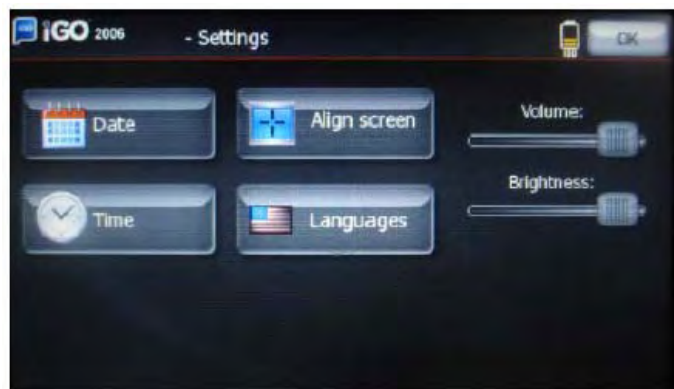 iGO 2006 - Settings OK
Date
Align screen
Volume:
Time
Languages
Brightness: